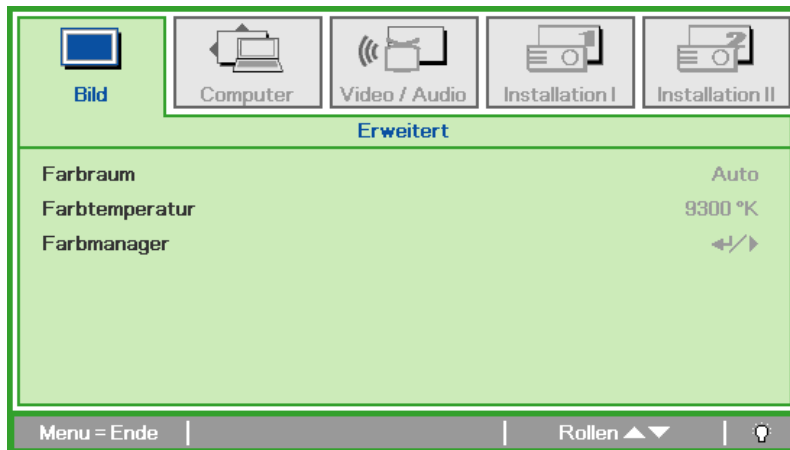 Bild
Computer
Video / Audio
Installation I
Installation II
Erweitert
Farbraum Auto
Farbtemperatur 9300 °K
Farbmanager
Menu = Ende Rollen